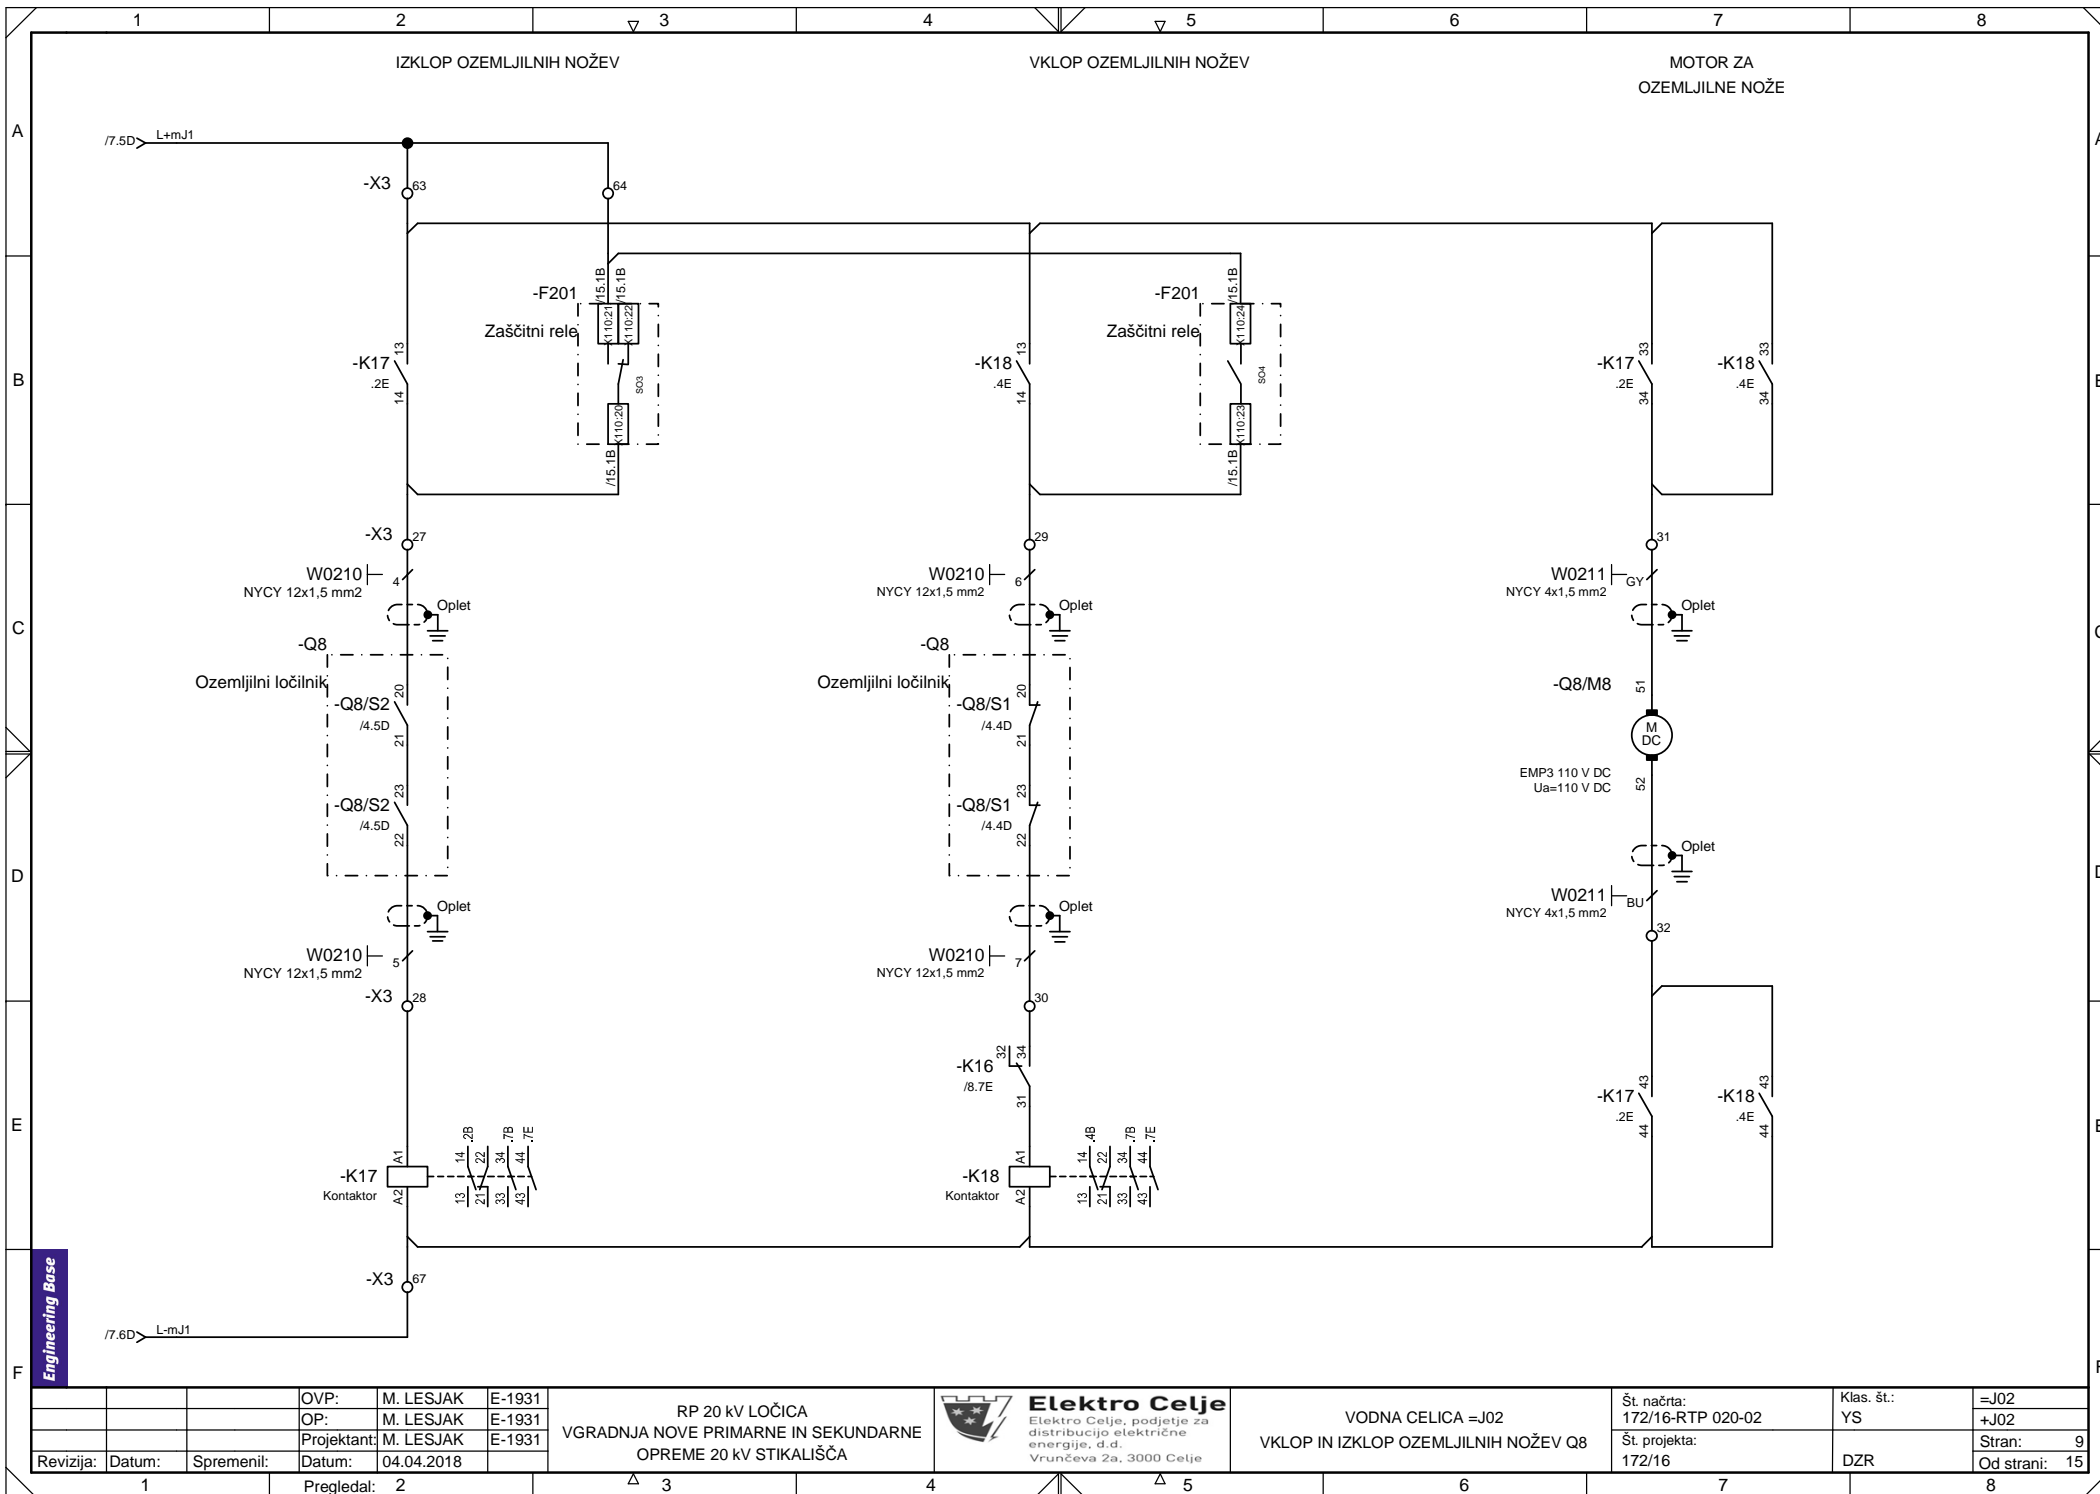 1 2 3 4 5 6 7 8
IZKLOP OZEMLJILNIH NOŽEV
VKLOP OZEMLJILNIH NOŽEV
MOTOR ZA
OZEMLJILNE NOŽE
A
/7.5D L+mJ1
-X3 63 64
B
-F201
Zaščitni rele
/15.1B /15.1B
X110:21 X110:22
SO3
X110:20
/15.1B
-K17
.2E
13
14
-F201
Zaščitni rele
/15.1B
X110:24
SO4
X110:23
/15.1B
-K18
.4E
13
14
-K17
.2E
33
34
-K18
.4E
33
34
C
-X3 27
W0210 4
NYCY 12x1,5 mm2
Oplet
-Q8
Ozemljilni ločilnik
-Q8/S2
/4.5D
20
21
-Q8/S2
/4.5D
23
22
Oplet
W0210 5
NYCY 12x1,5 mm2
-X3 28
29
W0210 6
NYCY 12x1,5 mm2
Oplet
-Q8
Ozemljilni ločilnik
-Q8/S1
/4.4D
20
21
-Q8/S1
/4.4D
23
22
Oplet
W0210 7
NYCY 12x1,5 mm2
30
31
W0211 GY
NYCY 4x1,5 mm2
Oplet
-Q8/M8
51
M
DC
EMP3 110 V DC
Ua=110 V DC
52
Oplet
W0211 BU
NYCY 4x1,5 mm2
32
D
E
-K16
/8.7E
32 34
31
-K17
Kontaktor
A1
A2
.2B .7B .7E
14 22 34 44
13 21 33 43
-K18
Kontaktor
A1
A2
.4B .7B .7E
14 22 34 44
13 21 33 43
-K17
.2E
43
44
-K18
.4E
43
44
-X3 67
/7.6D L-mJ1
F
Engineering Base
Revizija: Datum: Spremenil:
OVP: M. LESJAK E-1931
OP: M. LESJAK E-1931
Projektant: M. LESJAK E-1931
Datum: 04.04.2018
Pregledal:
RP 20 kV LOČICA
VGRADNJA NOVE PRIMARNE IN SEKUNDARNE
OPREME 20 kV STIKALIŠČA
Elektro Celje
Elektro Celje, podjetje za
distribucijo električne
energije, d.d.
Vrunčeva 2a, 3000 Celje
VODNA CELICA =J02
VKLOP IN IZKLOP OZEMLJILNIH NOŽEV Q8
Št. načrta:
172/16-RTP 020-02
Št. projekta:
172/16
Klas. št.:
YS
DZR
=J02
+J02
Stran: 9
Od strani: 15
1 2 3 4 5 6 7 8